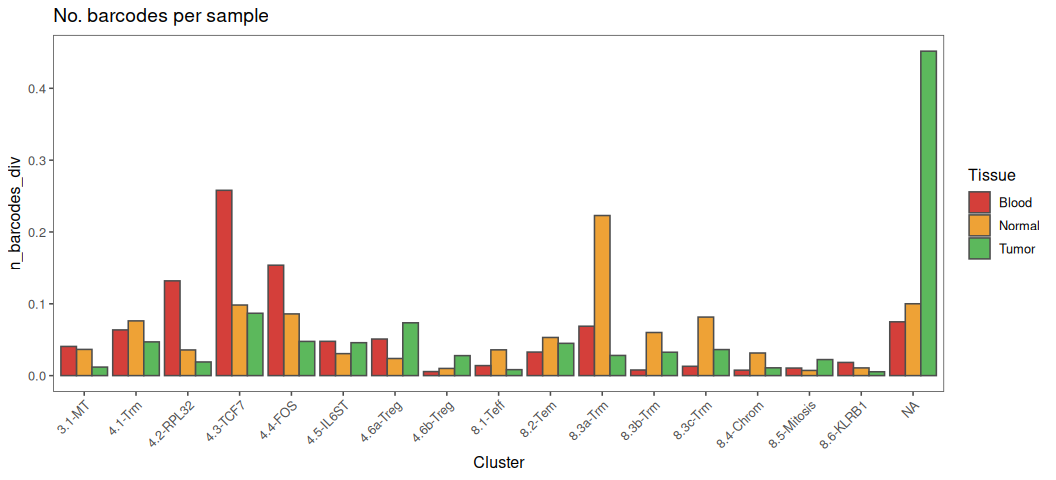 No. barcodes per sample
n_barcodes_div
0.4
0.3
0.2
0.1
0.0
3.1-MT
4.1-Trm
4.2-RPL32
4.3-TCF7
4.4-FOS
4.5-IL6ST
4.6a-Treg
4.6b-Treg
8.1-Teff
8.2-Tem
8.3a-Trm
8.3b-Trm
8.3c-Trm
8.4-Chrom
8.5-Mitosis
8.6-KLRB1
NA
Cluster
Tissue
Blood
Normal
Tumor